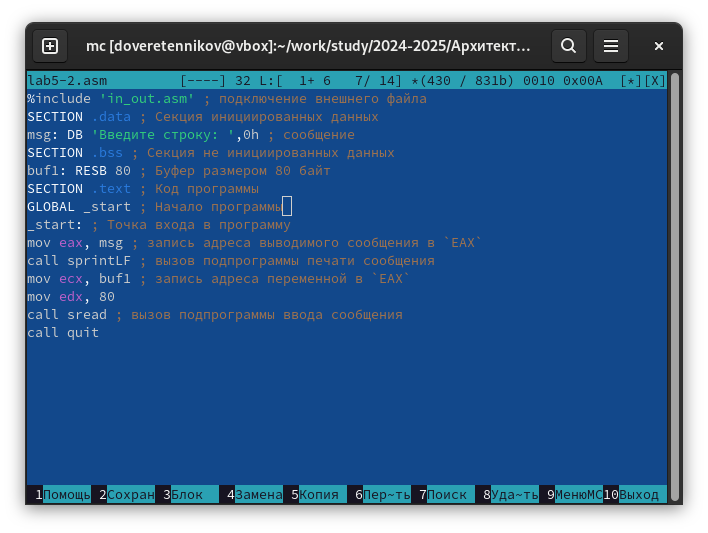 mc [doveretennikov@vbox]:~/work/study/2024-2025/Архитект...
lab5-2.asm [----] 32 L:[ 1+ 6 7/ 14] *(430 / 831b) 0010 0x00A [*][X]
%include 'in_out.asm' ; подключение внешнего файла
SECTION .data ; Секция инициированных данных
msg: DB 'Введите строку: ',0h ; сообщение
SECTION .bss ; Секция не инициированных данных
buf1: RESB 80 ; Буфер размером 80 байт
SECTION .text ; Код программы
GLOBAL _start ; Начало программы
_start: ; Точка входа в программу
mov eax, msg ; запись адреса выводимого сообщения в `EAX`
call sprintLF ; вызов подпрограммы печати сообщения
mov ecx, buf1 ; запись адреса переменной в `EAX`
mov edx, 80
call sread ; вызов подпрограммы ввода сообщения
call quit
1Помощь 2Сохран 3Блок 4Замена 5Копия 6Пер~ть 7Поиск 8Уда~ть 9МенюMC 10Выход